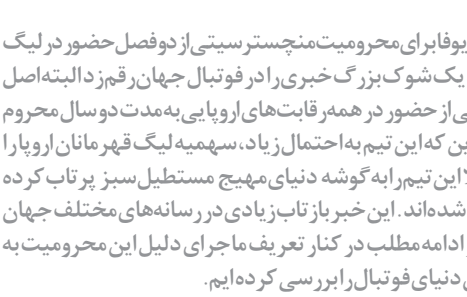 یوفا برای محرومیت منچستر سیتی از دو فصل حضور در لیگ
یک شوک بزرگ خبری را در فوتبال جهان رقم زد البته اصل
از حضور در همه رقابت‌های اروپایی به مدت دو سال محروم
که این تیم به احتمال زیاد، سهمیه لیگ قهرمانان اروپا را
این تیم را به گوشه دنیای مهیج مستطیل سبز پرتاب کرده
شده‌اند. این خبر بازتاب زیادی در رسانه‌های مختلف جهان
ادامه مطلب در کنار تعریف ماجرای دلیل این محرومیت به
دنیای فوتبال را بررسی کرده‌ایم.